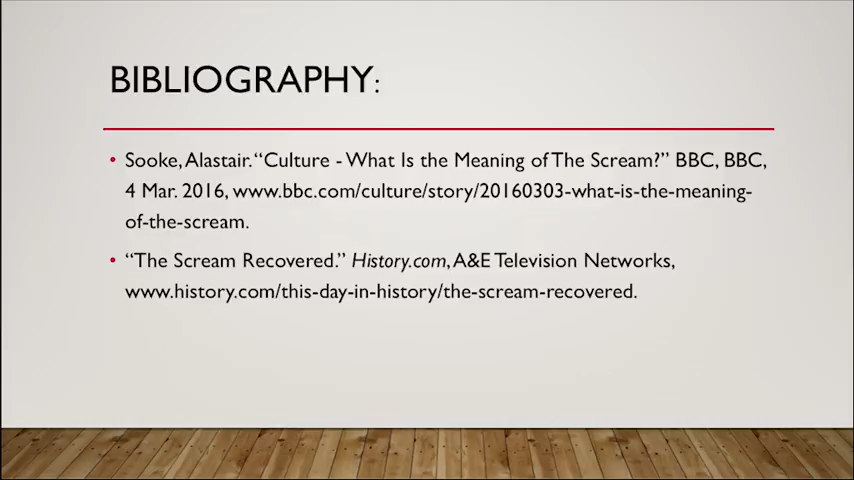 BIBLIOGRAPHY:
• Sooke, Alastair. “Culture - What Is the Meaning of The Scream?” BBC, BBC,
4 Mar. 2016, www.bbc.com/culture/story/20160303-what-is-the-meaning-
of-the-scream.
• “The Scream Recovered.” History.com, A&E Television Networks,
www.history.com/this-day-in-history/the-scream-recovered.